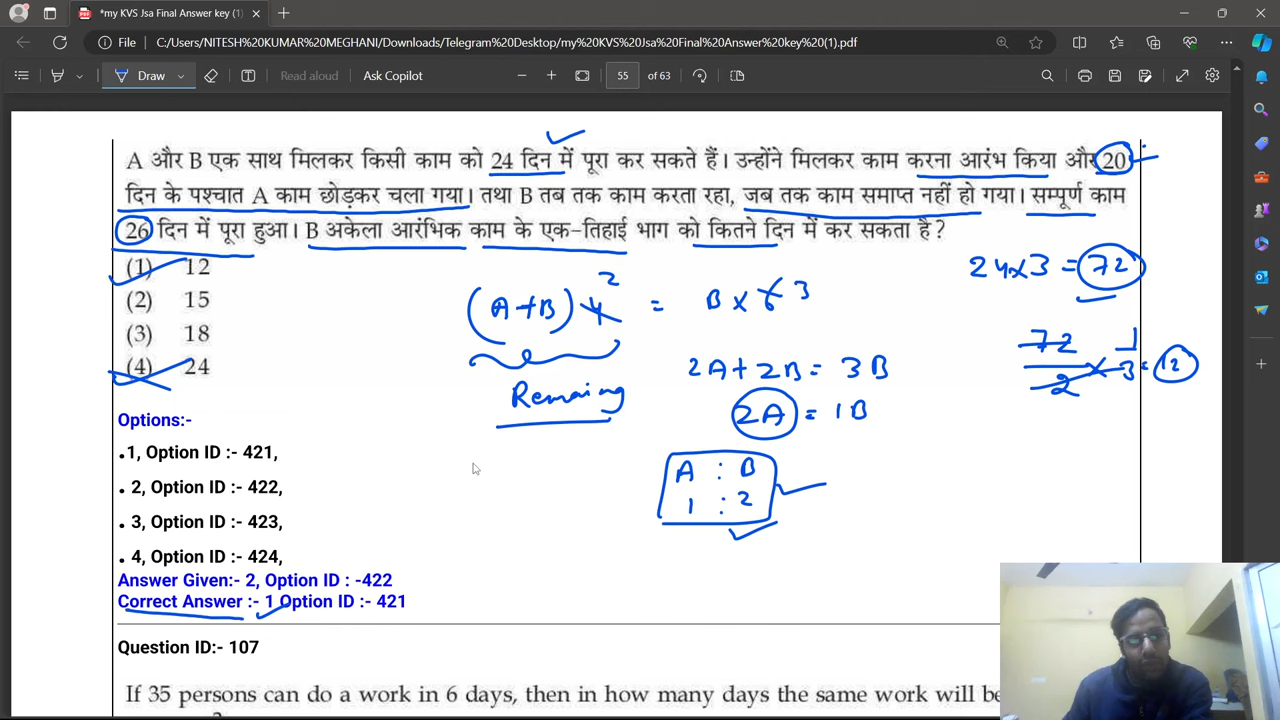 *my KVS Jsa Final Answer key (1)
File C:/Users/NITESH%20KUMAR%20MEGHANI/Downloads/Telegram%20Desktop/my%20KVS%20Jsa%20Final%20Answer%20key%20(1).pdf
Draw Read aloud Ask Copilot 55 of 63
A और B एक साथ मिलकर किसी काम को 24 दिन में पूरा कर सकते हैं। उन्होंने मिलकर काम करना आरंभ किया और 20
दिन के पश्चात A काम छोड़कर चला गया। तथा B तब तक काम करता रहा, जब तक काम समाप्त नहीं हो गया। सम्पूर्ण काम
26 दिन में पूरा हुआ। B अकेला आरंभिक काम के एक-तिहाई भाग को कितने दिन में कर सकता है?
(1) 12
(2) 15
(3) 18
(4) 24
24x3 = 72
2
(A+B) 4 = B x 6 3
72/2 x 1/3 = 12
2A + 2B = 3B
Remaing
2A = 1B
A : B
1 : 2
Options:-
.1, Option ID :- 421,
. 2, Option ID :- 422,
. 3, Option ID :- 423,
. 4, Option ID :- 424,
Answer Given:- 2, Option ID : -422
Correct Answer :- 1 Option ID :- 421
Question ID:- 107
If 35 persons can do a work in 6 days, then in how many days the same work will be